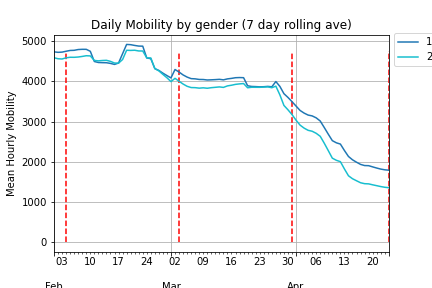 Daily Mobility by gender (7 day rolling ave)
1
2
Mean Hourly Mobility
5000
4000
3000
2000
1000
0
03 10 17 24 02 09 16 23 30 06 13 20
Feb Mar Apr